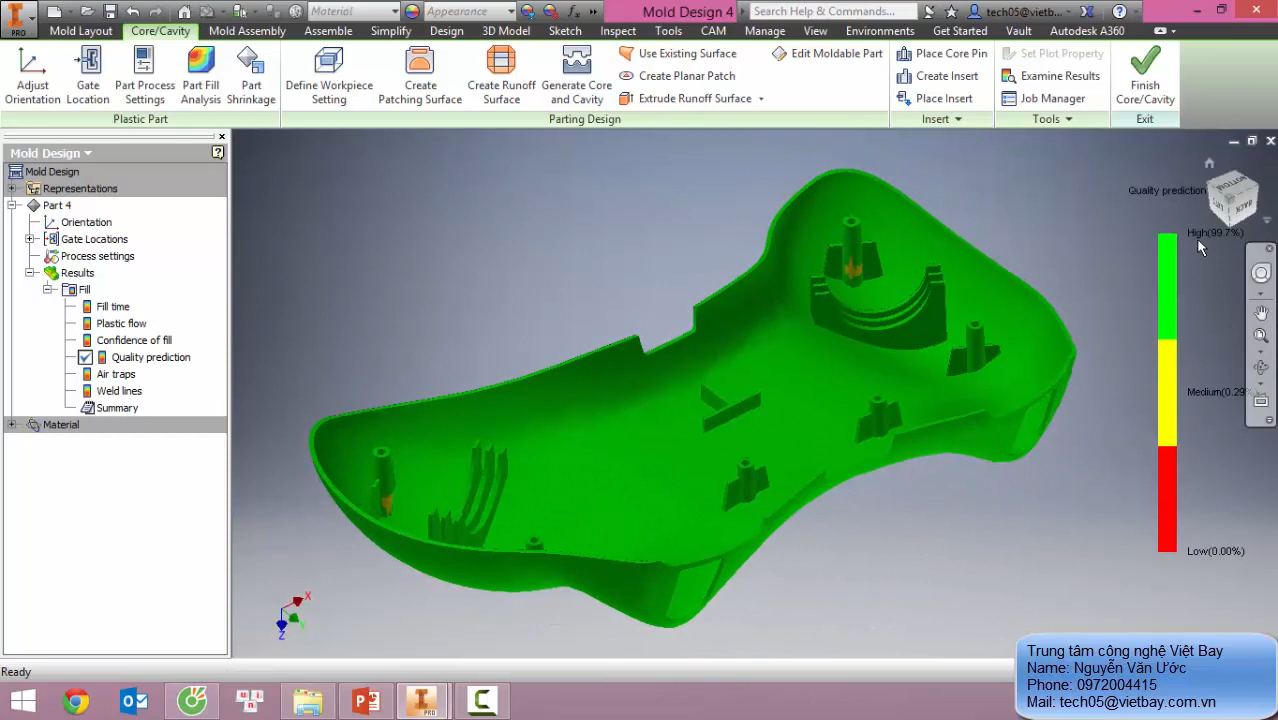 PRO
Material
Appearance
Mold Design 4
Search Help & Commands...
tech05@vietb...
Mold Layout
Core/Cavity
Mold Assembly
Assemble
Simplify
Design
3D Model
Sketch
Inspect
Tools
CAM
Manage
View
Environments
Get Started
Vault
Autodesk A360
Adjust
Orientation
Gate
Location
Part Process
Settings
Part Fill
Analysis
Part
Shrinkage
Plastic Part
Define Workpiece
Setting
Create
Patching Surface
Create Runoff
Surface
Generate Core
and Cavity
Use Existing Surface
Create Planar Patch
Extrude Runoff Surface
Edit Moldable Part
Parting Design
Place Core Pin
Create Insert
Place Insert
Insert
Set Plot Property
Examine Results
Job Manager
Tools
Finish
Core/Cavity
Exit
Mold Design
Mold Design
Representations
Part 4
Orientation
Gate Locations
Process settings
Results
Fill
Fill time
Plastic flow
Confidence of fill
Quality prediction
Air traps
Weld lines
Summary
Material
Quality prediction
BOTTOM
BACK
High(99.7%)
Medium(0.29%
Low(0.00%)
X
Y
Z
Ready
Trung tâm công nghệ Việt Bay
Name: Nguyễn Văn Ước
Phone: 0972004415
Mail: tech05@vietbay.com.vn
PRO